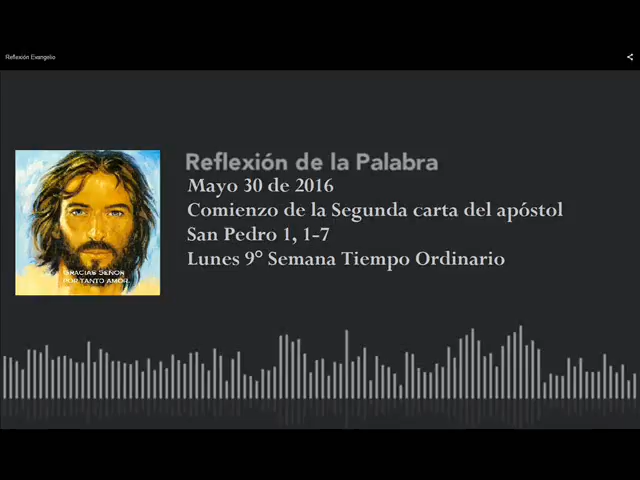 Reflexión Evangelio
Reflexión de la Palabra
Mayo 30 de 2016
Comienzo de la Segunda carta del apóstol
San Pedro 1, 1-7
Lunes 9° Semana Tiempo Ordinario
GRACIAS SEÑOR
POR TANTO AMOR.